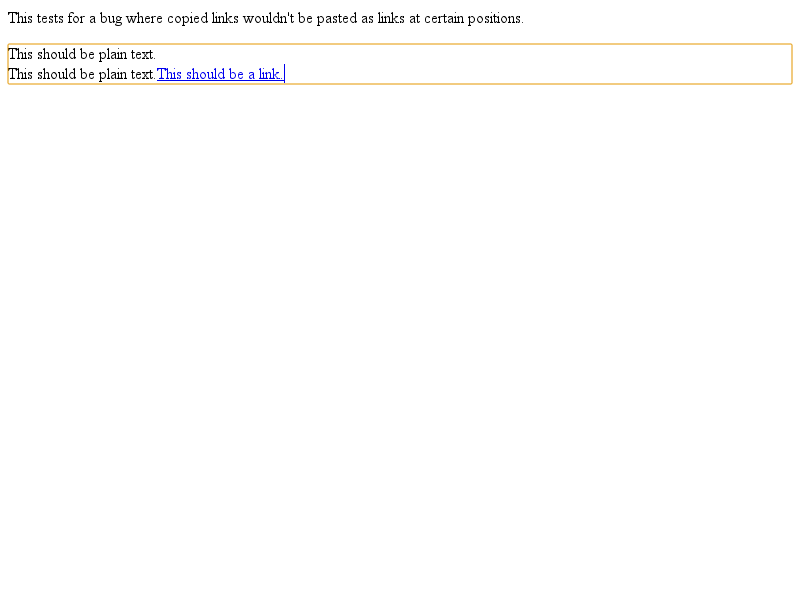 This tests for a bug where copied links wouldn't be pasted as links at certain positions.
This should be plain text.
This should be plain text.This should be a link.